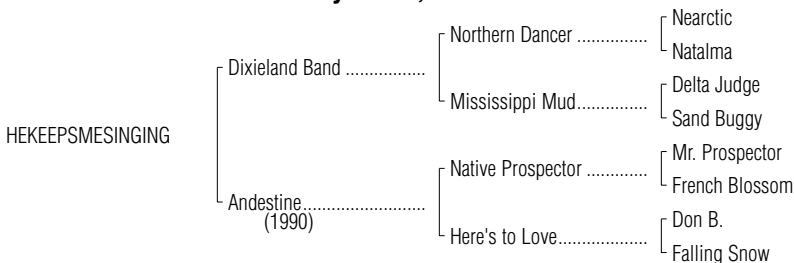 Nearctic
Northern Dancer ...............
Natalma
Dixieland Band .................
Delta Judge
Mississippi Mud...............
Sand Buggy
HEKEEPSMESINGING
Mr. Prospector
Native Prospector .............
French Blossom
Andestine..........................
(1990)
Don B.
Here's to Love...................
Falling Snow